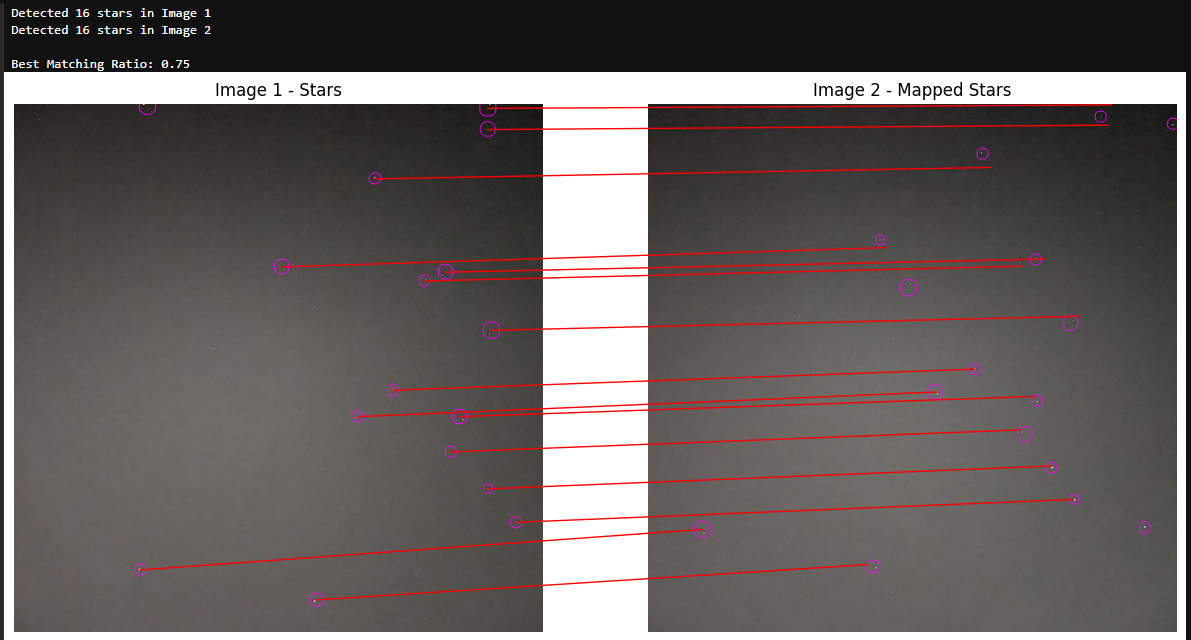 Detected 16 stars in Image 1
Detected 16 stars in Image 2
Best Matching Ratio: 0.75
Image 1 - Stars
Image 2 - Mapped Stars